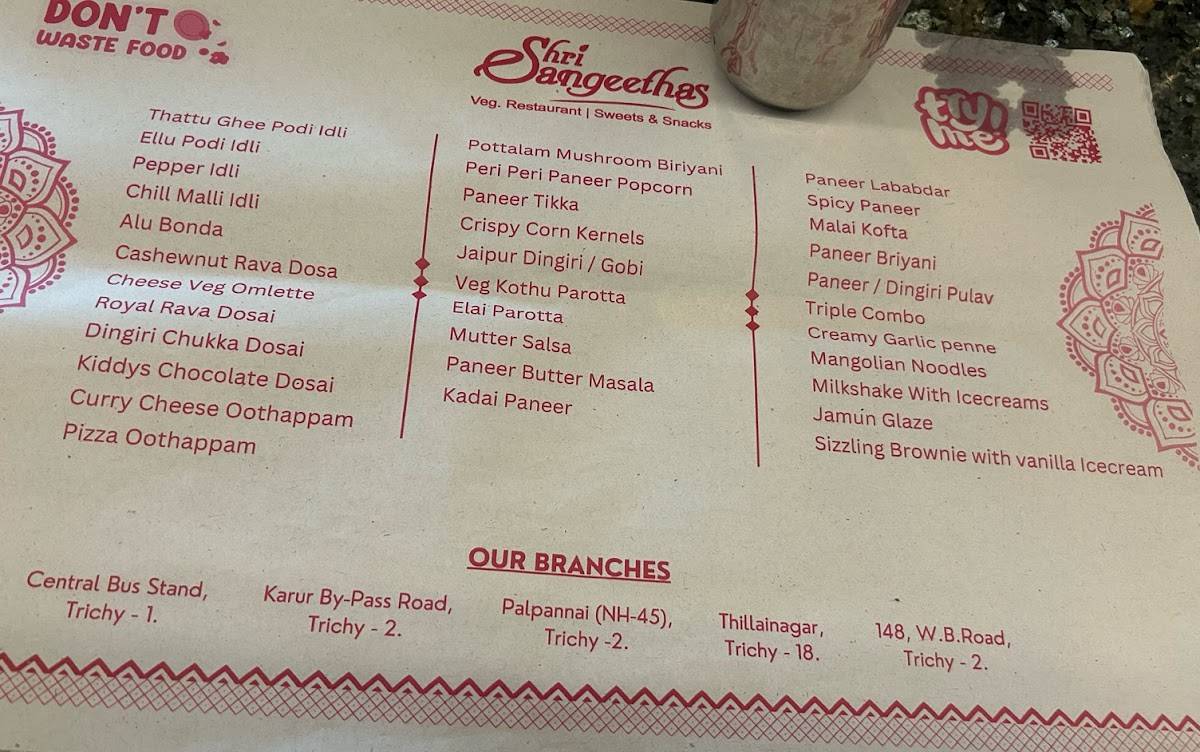 DON'T
WASTE FOOD
Shri
Sangeethas
Veg. Restaurant | Sweets & Snacks
try
me
Thattu Ghee Podi Idli
Ellu Podi Idli
Pepper Idli
Chill Malli Idli
Alu Bonda
Cashewnut Rava Dosa
Cheese Veg Omlette
Royal Rava Dosai
Dingiri Chukka Dosai
Kiddys Chocolate Dosai
Curry Cheese Oothappam
Pizza Oothappam
Pottalam Mushroom Biriyani
Peri Peri Paneer Popcorn
Paneer Tikka
Crispy Corn Kernels
Jaipur Dingiri / Gobi
Veg Kothu Parotta
Elai Parotta
Mutter Salsa
Paneer Butter Masala
Kadai Paneer
Paneer Lababdar
Spicy Paneer
Malai Kofta
Paneer Briyani
Paneer / Dingiri Pulav
Triple Combo
Creamy Garlic penne
Mangolian Noodles
Milkshake With Icecreams
Jamun Glaze
Sizzling Brownie with vanilla Icecream
OUR BRANCHES
Central Bus Stand,
Trichy - 1.
Karur By-Pass Road,
Trichy - 2.
Palpannai (NH-45),
Trichy -2.
Thillainagar,
Trichy - 18.
148, W.B.Road,
Trichy - 2.